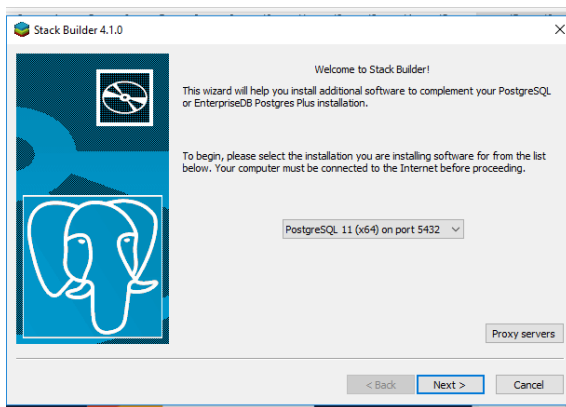 Stack Builder 4.1.0
Welcome to Stack Builder!
This wizard will help you install additional software to complement your PostgreSQL
or EnterpriseDB Postgres Plus installation.
To begin, please select the installation you are installing software for from the list
below. Your computer must be connected to the Internet before proceeding.
PostgreSQL 11 (x64) on port 5432
Proxy servers
< Back
Next >
Cancel